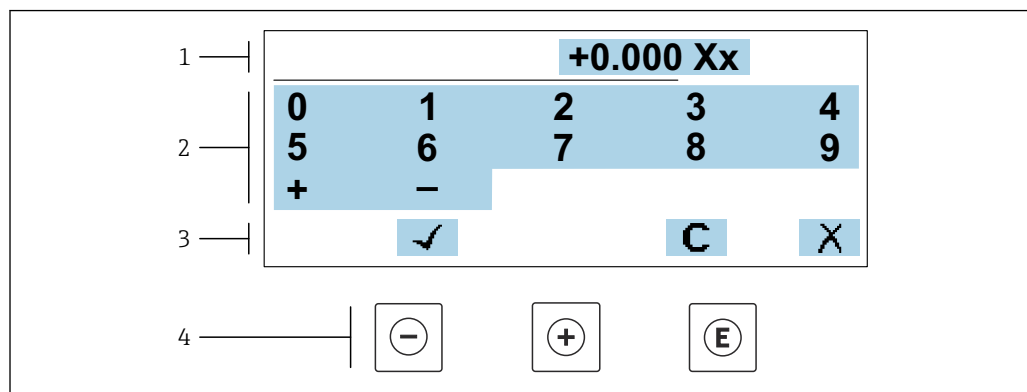 1 +0.000 Xx
0 1 2 3 4
2 5 6 7 8 9
+ −
3 ✓ C X
4 − + E